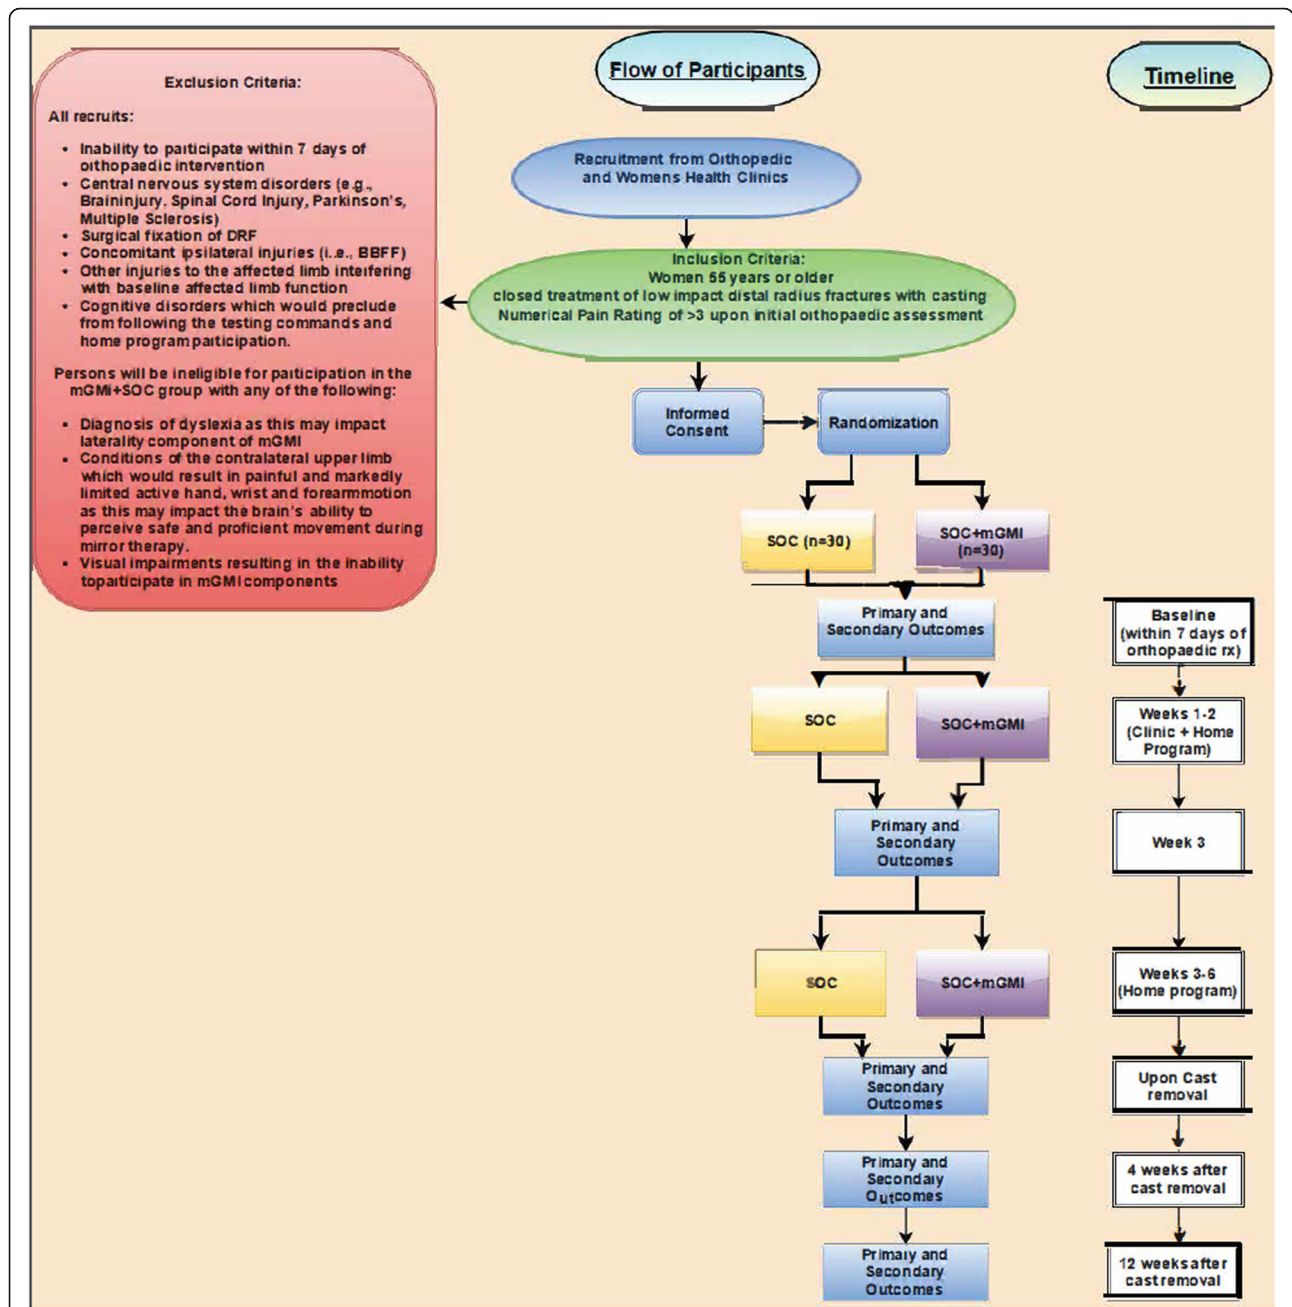 Flow of Participants
Timeline
Exclusion Criteria:
All recruits:
• Inability to participate within 7 days of
orthopaedic intervention
• Central nervous system disorders (e.g.,
Braininjury. Spinal Cord Injury, Parkinson's,
Multiple Sclerosis)
• Surgical fixation of DRF
• Concomitant ipsilateral injuries (i..e., BBFF)
• Other injuries to the affected limb interfering
with baseline affected limb function
• Cognitive disorders which would preclude
from following the testing commands and
home program participation.
Persons will be ineligible for participation in the
mGMI+SOC group with any of the following:
• Diagnosis of dyslexia as this may impact
laterality component of mGMI
• Conditions of the contralateral upper limb
which would result in painful and markedly
limited active hand, wrist and forearmmotion
as this may impact the brain's ability to
perceive safe and proficient movement during
mirror therapy.
• Visual impairments resulting in the inability
toparticipate in mGMI components
Recruitment from Orthopedic
and Womens Health Clinics
Inclusion Criteria:
Women 55 years or older
closed treatment of low impact distal radius fractures with casting
Numerical Pain Rating of >3 upon initial orthopaedic assessment
Informed
Consent
Randomization
SOC (n=30)
SOC+mGMI
(n=30)
Primary and
Secondary Outcomes
Baseline
(within 7 days of
orthopaedic rx)
SOC
SOC+mGMI
Weeks 1-2
(Clinic + Home
Program)
Primary and
Secondary
Outcomes
Week 3
SOC
SOC+mGMI
Weeks 3-6
(Home program)
Primary and
Secondary
Outcomes
Upon Cast
removal
Primary and
Secondary
Outcomes
4 weeks after
cast removal
Primary and
Secondary
Outcomes
12 weeks after
cast removal